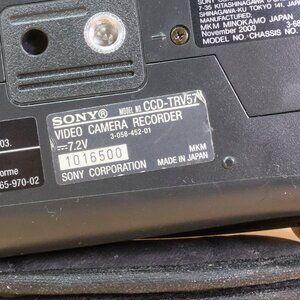 7-35 KITASHINAGAWA
SHINAGAWA-KU TOKYO 141, JAPAN
MANUFACTURED:
MKM MINOKAMO JAPAN
November 2000
MODEL NO./CHASSIS NO.
SONY® MODEL NO. CCD-TRV57
VIDEO CAMERA RECORDER
3-058-452-01
7.2V
1016500
MKM
SONY CORPORATION MADE IN JAPAN
03.
orme
65-970-02